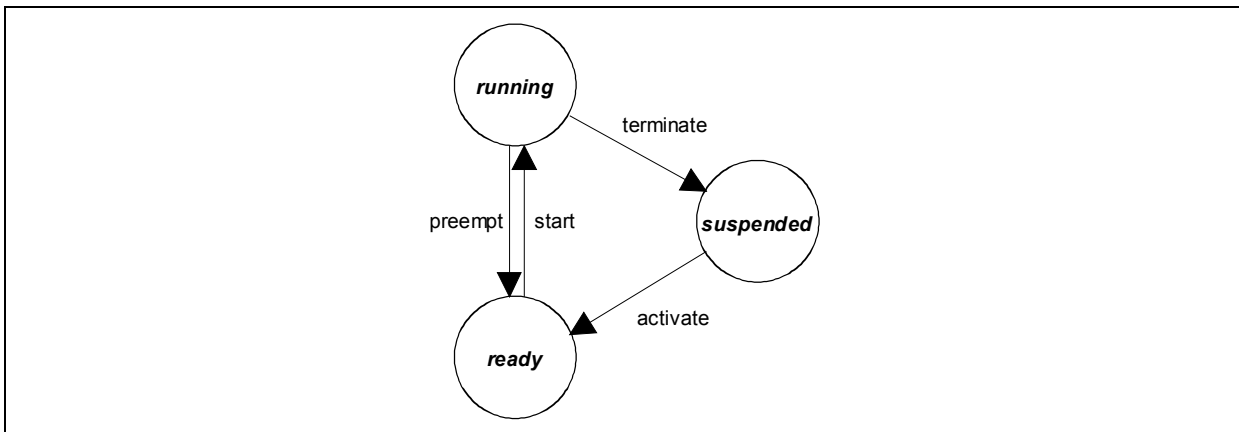 running
terminate
preempt
start
suspended
activate
ready